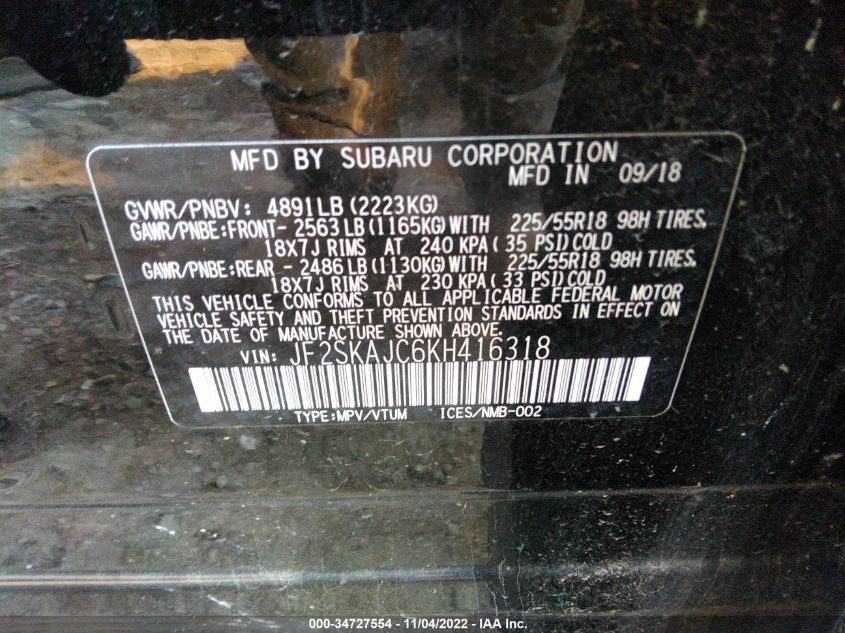 MFD BY SUBARU CORPORATION
MFD IN 09/18
GVWR/PNBV: 4891LB (2223KG)
GAWR/PNBE:FRONT- 2563 LB (1165KG) WITH 225/55R18 98H TIRES.
18X7J RIMS AT 240 KPA ( 35 PSI) COLD
GAWR/PNBE:REAR - 2486 LB (1130KG) WITH 225/55R18 98H TIRES.
18X7J RIMS AT 230 KPA ( 33 PSI) COLD
THIS VEHICLE CONFORMS TO ALL APPLICABLE FEDERAL MOTOR
VEHICLE SAFETY AND THEFT PREVENTION STANDARDS IN EFFECT ON
THE DATE OF MANUFACTURE SHOWN ABOVE.
VIN: JF2SKAJC6KH416318
TYPE:MPV/VTUM ICES/NMB-002
000-34727554 - 11/04/2022 - IAA Inc.